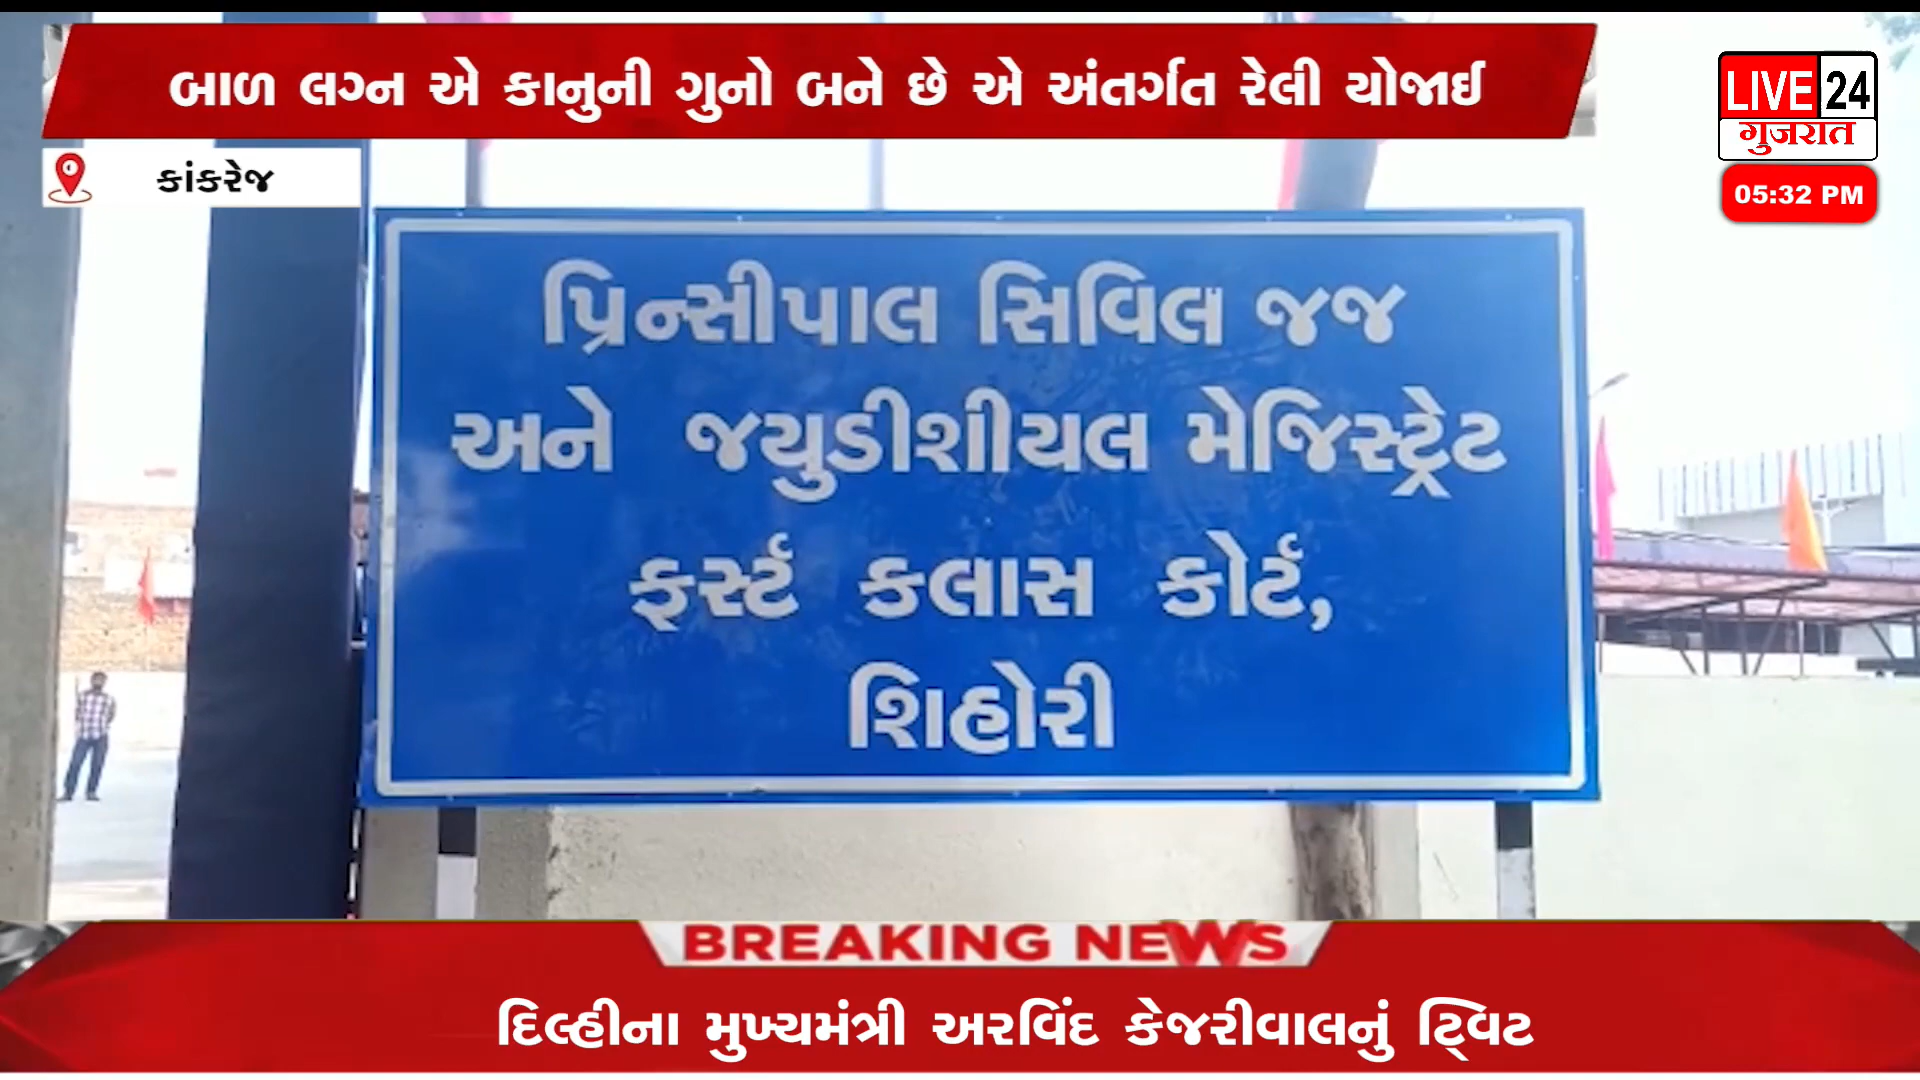 બાળ લગ્ન એ કાનુની ગુનો બને છે એ અંતર્ગત રેલી યોજાઈ
LIVE 24
ગુજરાત
કાંકરેજ
05:32 PM
પ્રિન્સીપાલ સિવિલ જજ
અને જયુડીશીયલ મેજિસ્ટ્રેટ
ફર્સ્ટ કલાસ કોર્ટ,
શિહોરી
BREAKING NEWS
દિલ્હીના મુખ્યમંત્રી અરવિંદ કેજરીવાલનું ટ્વિટ